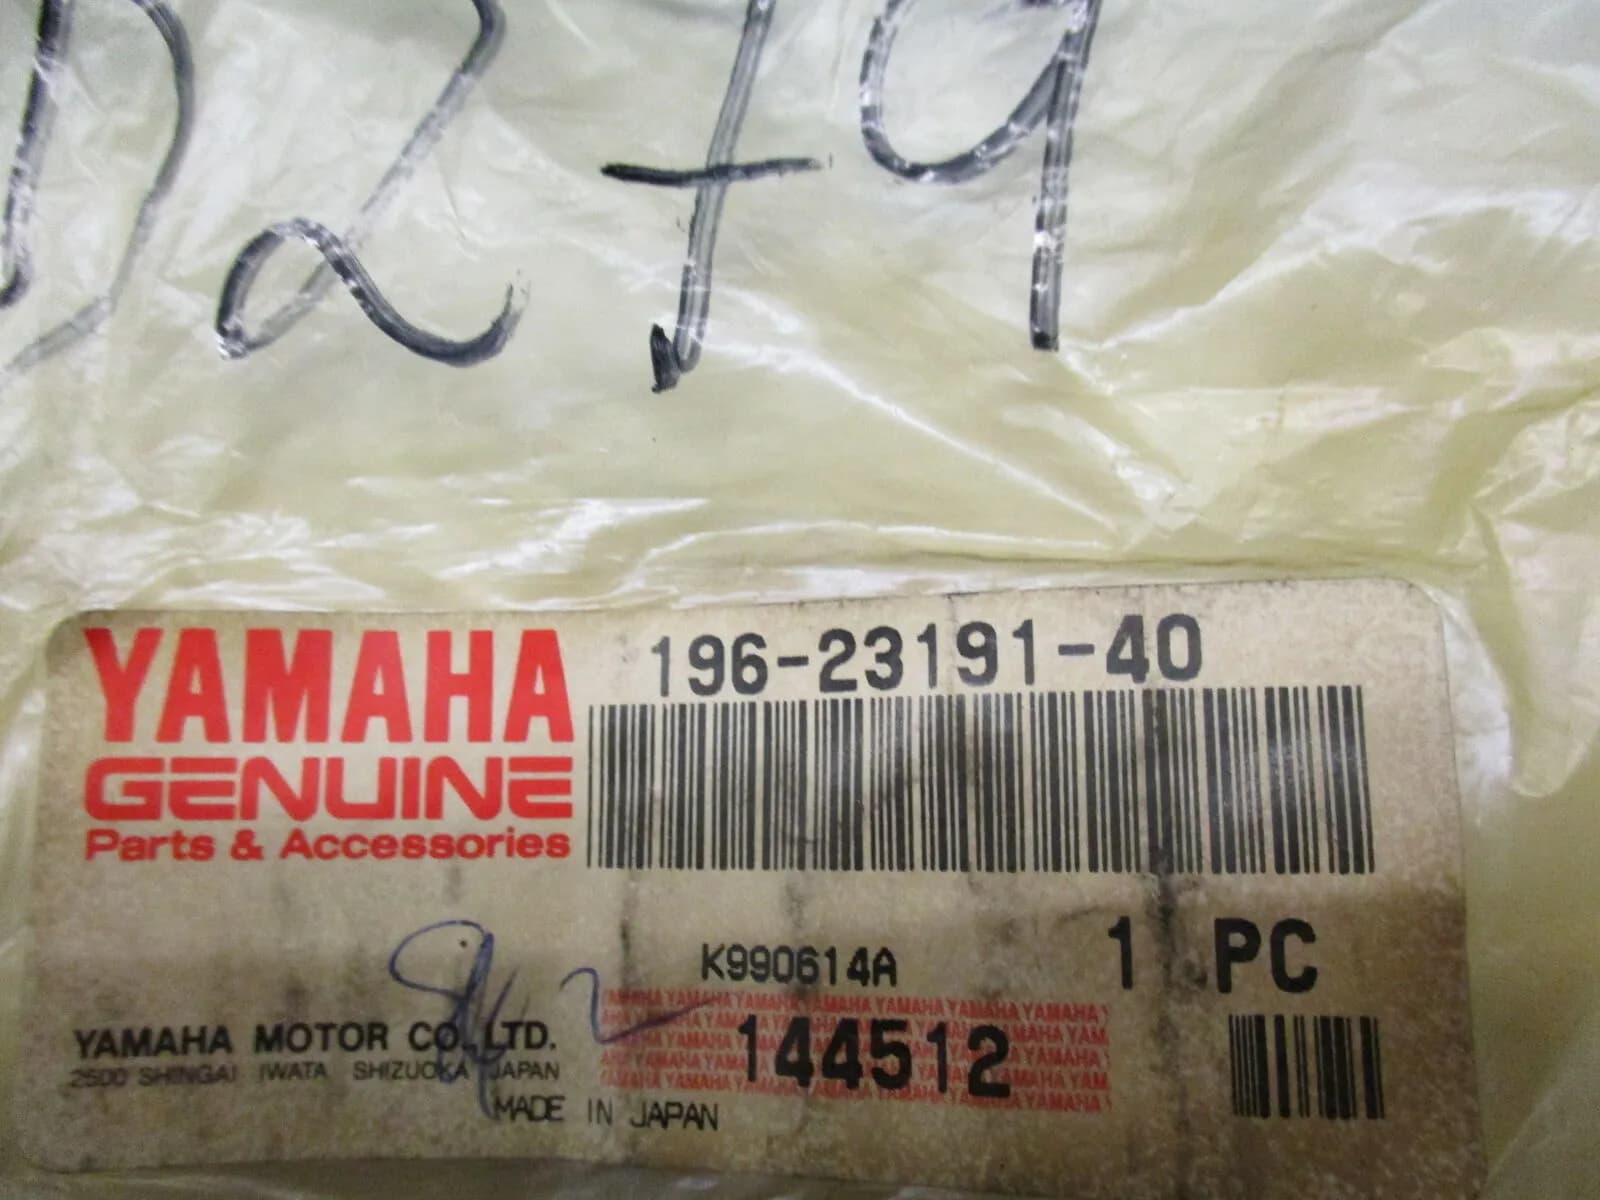 D279
YAMAHA
GENUINE
Parts & Accessories
196-23191-40
K990614A
1 PC
144512
YAMAHA MOTOR CO., LTD.
2500 SHINGAI IWATA SHIZUOKA JAPAN
MADE IN JAPAN